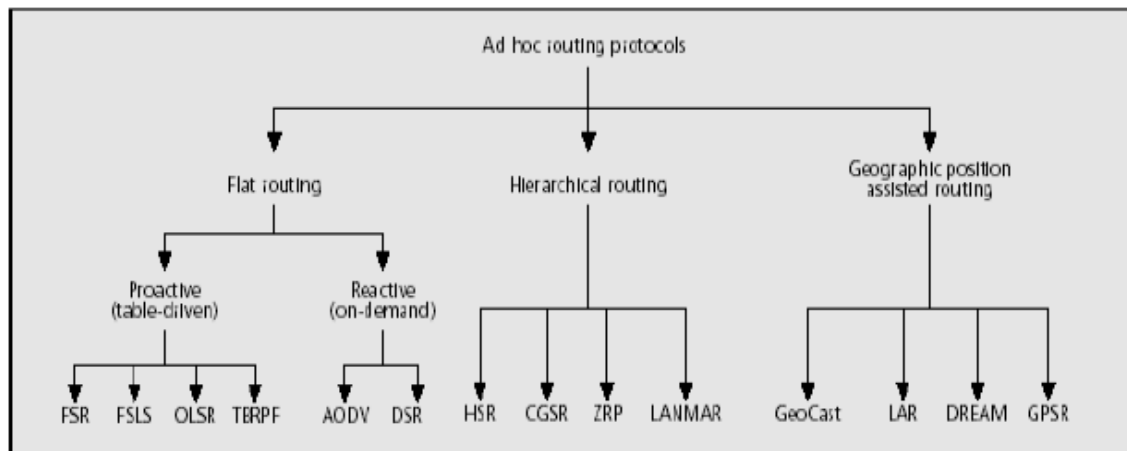 Ad hoc routing protocols
Flat routing
Hierarchical routing
Geographic position
assisted routing
Proactive
(table-driven)
Reactive
(on-demand)
FSR FSLS OLSR TBRPF AODV DSR HSR CGSR ZRP LANMAR GeoCast LAR DREAM GPSR